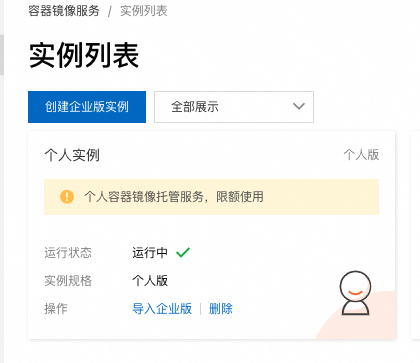 容器镜像服务 / 实例列表
实例列表
创建企业版实例 全部展示
个人实例 个人版
个人容器镜像托管服务，限额使用
运行状态 运行中
实例规格 个人版
操作 导入企业版 | 删除